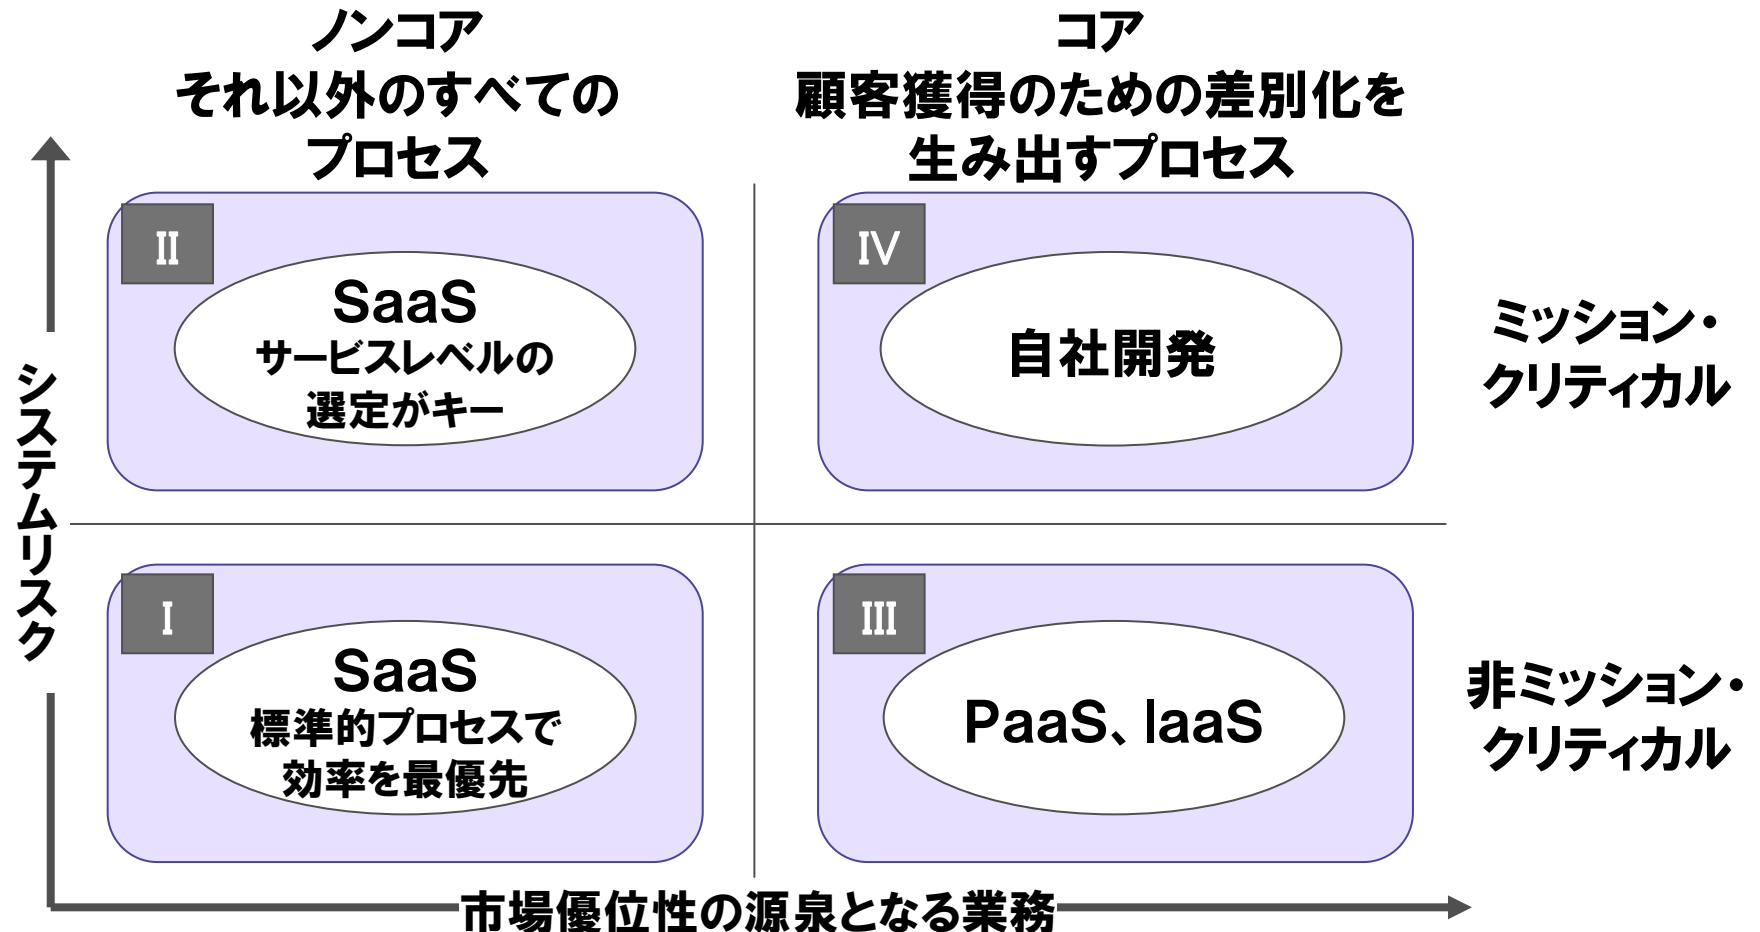 ノンコア
それ以外のすべての
プロセス
コア
顧客獲得のための差別化を
生み出すプロセス
システムリスク
II
SaaS
サービスレベルの
選定がキー
IV
自社開発
ミッション・
クリティカル
I
SaaS
標準的プロセスで
効率を最優先
III
PaaS、IaaS
非ミッション・
クリティカル
市場優位性の源泉となる業務